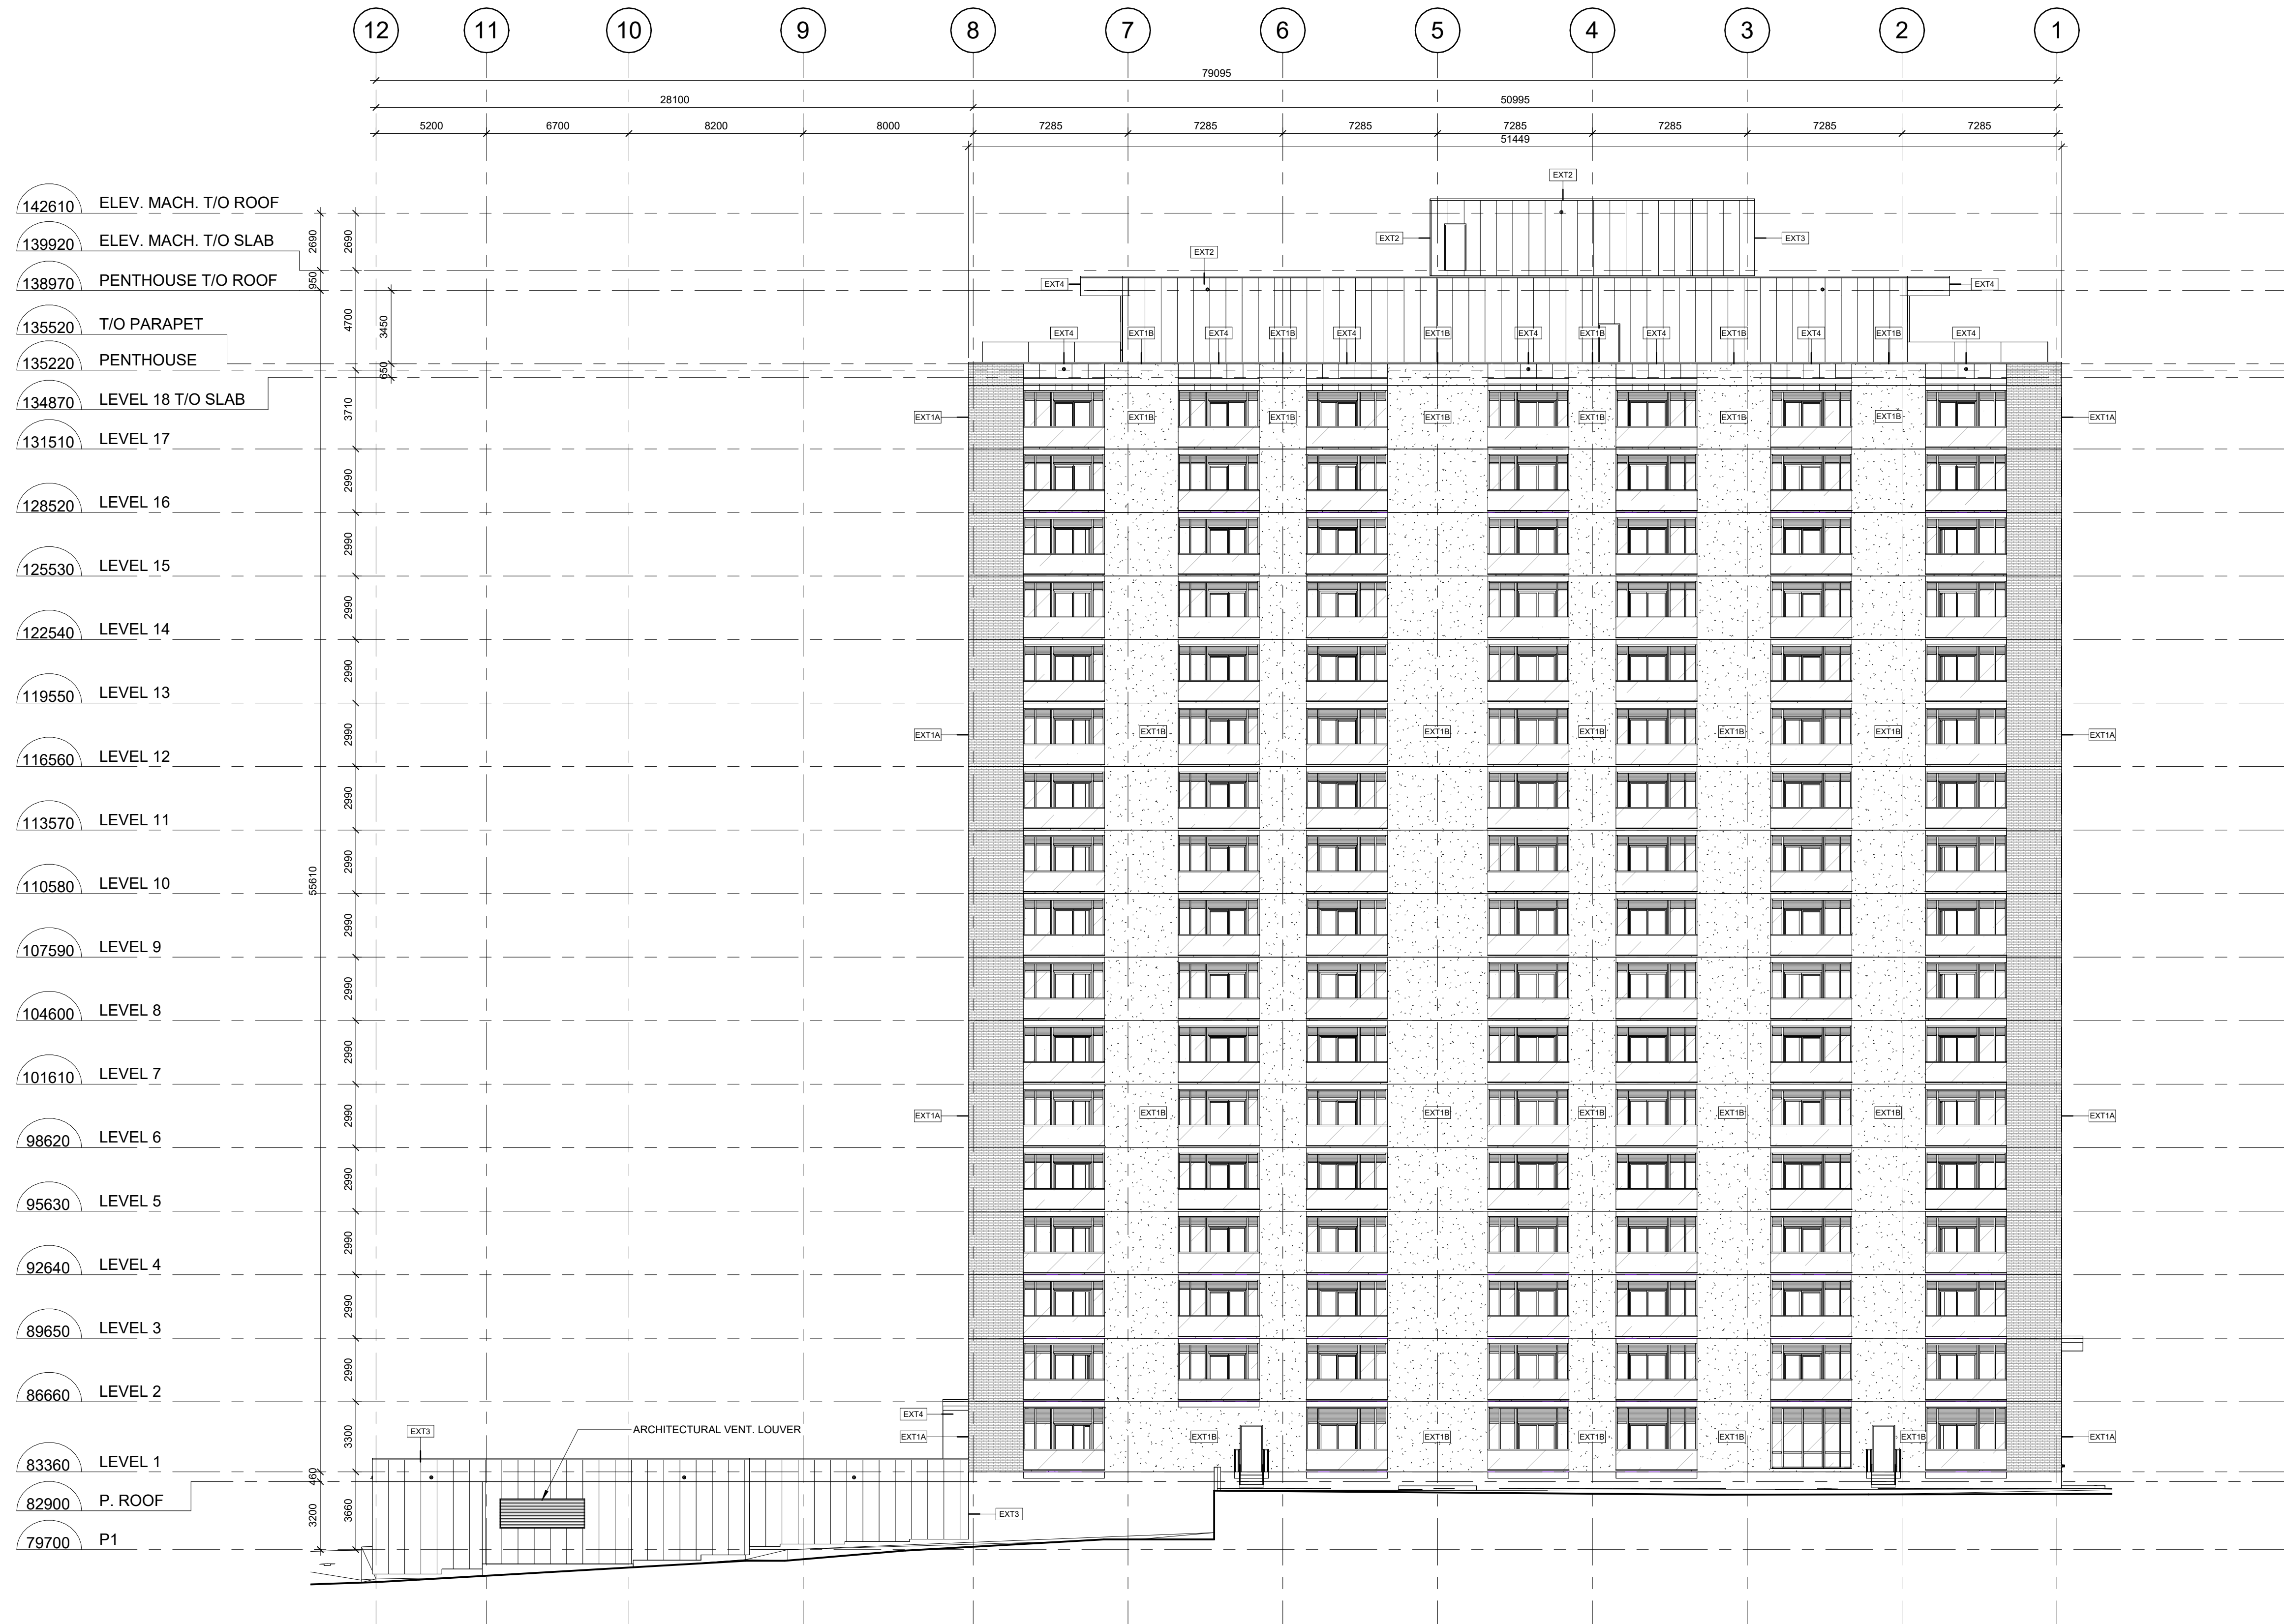 12 11 10 9 8 7 6 5 4 3 2 1
79095
28100 50995
5200 6700 8200 8000 7285 7285 7285 7285 7285 7285 7285
51449
EXT2
142610 ELEV. MACH. T/O ROOF
2690 2690
139920 ELEV. MACH. T/O SLAB
EXT2 EXT3
EXT2
950
138970 PENTHOUSE T/O ROOF
EXT4 EXT4
4700 3450
135520 T/O PARAPET
EXT4 EXT1B EXT4 EXT1B EXT4 EXT1B EXT4 EXT1B EXT4 EXT1B EXT4 EXT1B EXT4
135220 PENTHOUSE
650
134870 LEVEL 18 T/O SLAB
3710
EXT1A EXT1B EXT1B EXT1B EXT1B EXT1B EXT1B EXT1A
131510 LEVEL 17
2990
128520 LEVEL 16
2990
125530 LEVEL 15
2990
122540 LEVEL 14
2990
119550 LEVEL 13
2990
EXT1A EXT1B EXT1B EXT1B EXT1B EXT1B EXT1A
116560 LEVEL 12
2990
113570 LEVEL 11
2990
55610
110580 LEVEL 10
2990
107590 LEVEL 9
2990
104600 LEVEL 8
2990
101610 LEVEL 7
2990
EXT1A EXT1B EXT1B EXT1B EXT1B EXT1B EXT1A
98620 LEVEL 6
2990
95630 LEVEL 5
2990
92640 LEVEL 4
2990
89650 LEVEL 3
2990
86660 LEVEL 2
EXT4
EXT3 ARCHITECTURAL VENT. LOUVER
3300
EXT1A EXT1B EXT1B EXT1B EXT1B EXT1B EXT1A
83360 LEVEL 1
460
82900 P. ROOF
3200 3660
EXT3
79700 P1